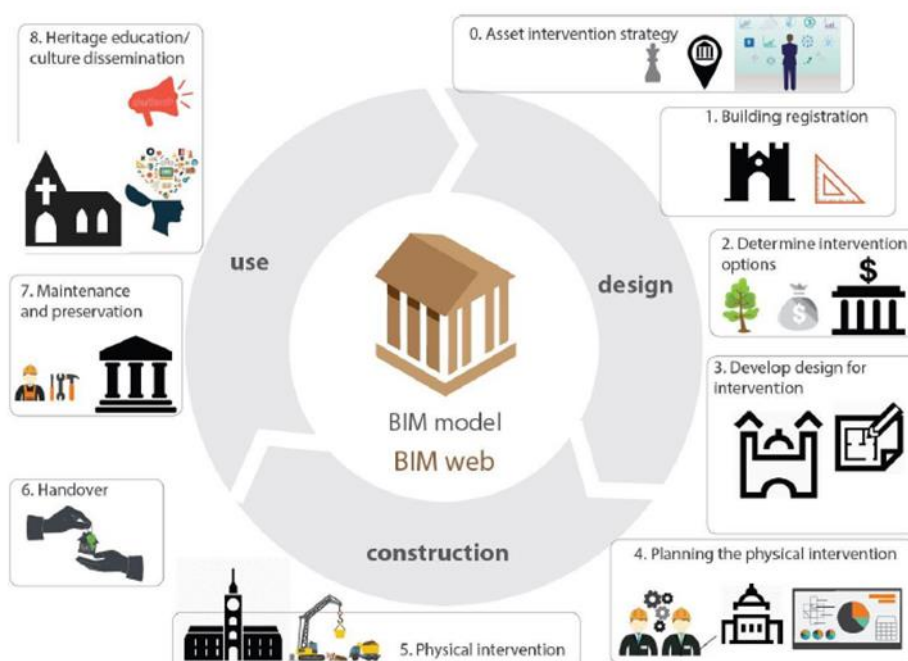 0. Asset intervention strategy
1. Building registration
2. Determine intervention
options
3. Develop design for
intervention
4. Planning the physical intervention
5. Physical intervention
6. Handover
7. Maintenance
and preservation
8. Heritage education/
culture dissemination
use
design
construction
BIM model
BIM web
$
$